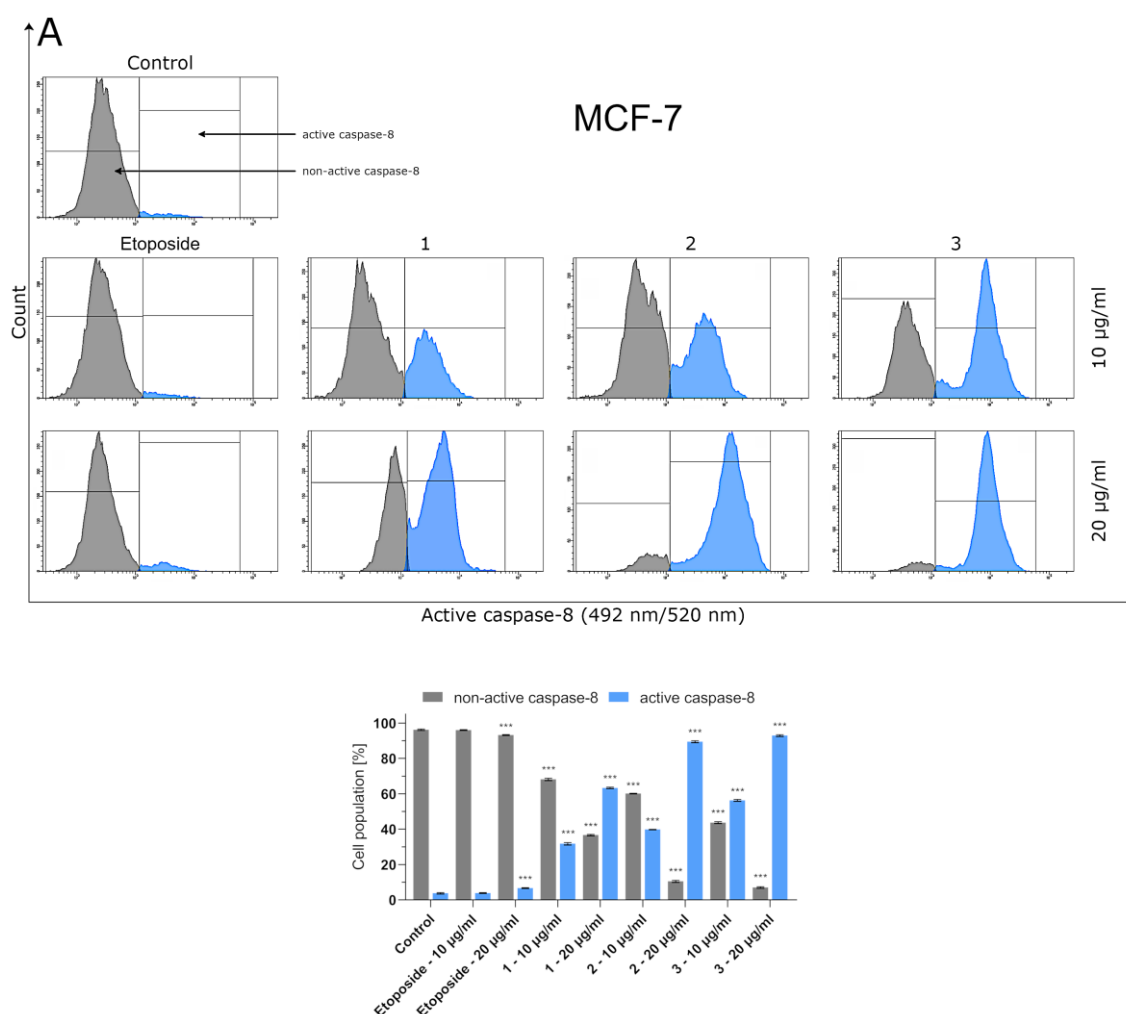 A
Control
MCF-7
active caspase-8
non-active caspase-8
Etoposide
1
2
3
Count
10 µg/ml
20 µg/ml
Active caspase-8 (492 nm/520 nm)
non-active caspase-8 active caspase-8
Cell population [%]
100
80
60
40
20
0
***
***
***
***
***
***
***
***
***
***
***
***
***
***
Control
Etoposide - 10 µg/ml
Etoposide - 20 µg/ml
1 - 10 µg/ml
1 - 20 µg/ml
2 - 10 µg/ml
2 - 20 µg/ml
3 - 10 µg/ml
3 - 20 µg/ml